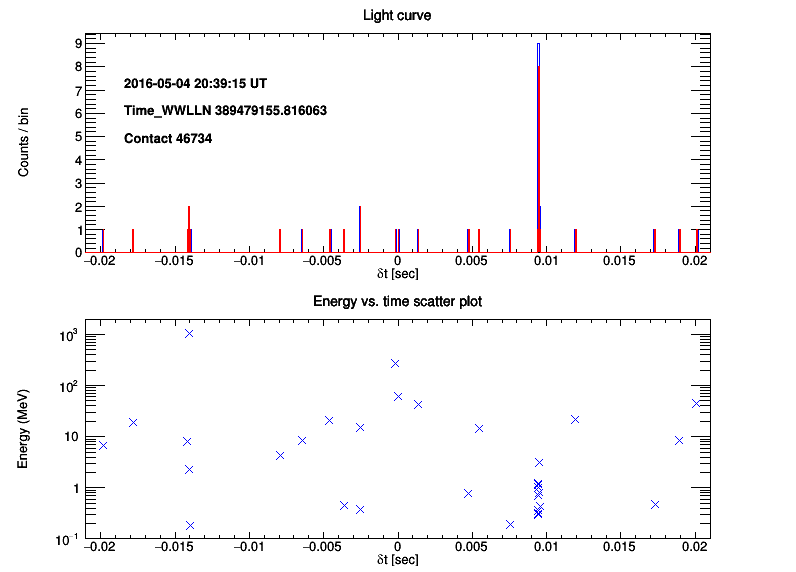 Light curve
Counts / bin
9
8
7
6
5
4
3
2
1
0
2016-05-04 20:39:15 UT
Time_WWLLN 389479155.816063
Contact 46734
−0.02 −0.015 −0.01 −0.005 0 0.005 0.01 0.015 0.02
δt [sec]
Energy vs. time scatter plot
Energy (MeV)
10³
10²
10
1
10⁻¹
−0.02 −0.015 −0.01 −0.005 0 0.005 0.01 0.015 0.02
δt [sec]